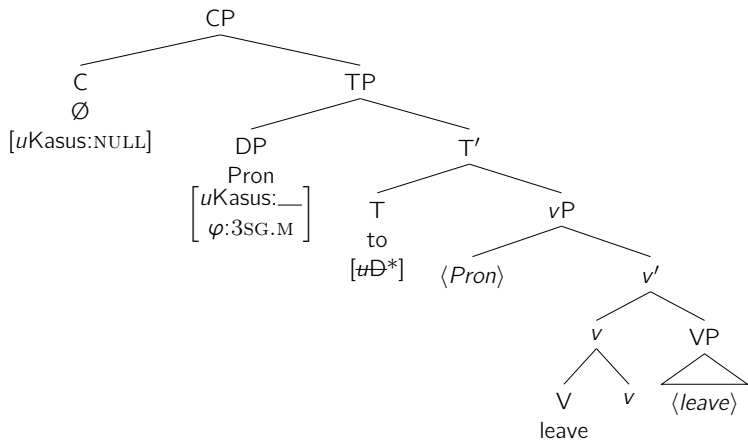 CP
C TP
Ø
[uKasus:NULL] DP T′
Pron
[uKasus:__ T vP
φ:3SG.M] to
[uD*] ⟨Pron⟩ v′
v VP
V v ⟨leave⟩
leave